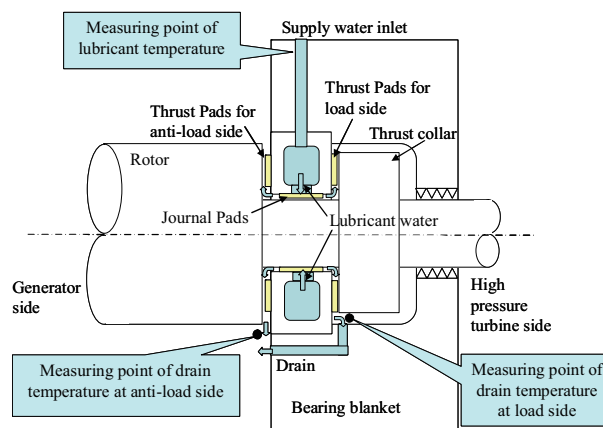 Measuring point of
lubricant temperature
Supply water inlet
Thrust Pads for
anti-load side
Thrust Pads for
load side
Thrust collar
Rotor
Journal Pads
Lubricant water
Generator
side
High
pressure
turbine side
Measuring point of drain
temperature at anti-load side
Drain
Measuring point of
drain temperature
at load side
Bearing blanket